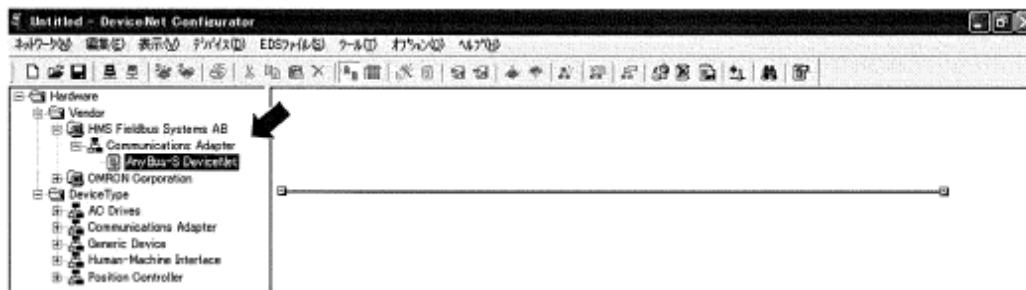 Untitled - DeviceNet Configurator
ﾈｯﾄﾜｰｸ(N) 編集(E) 表示(V) ﾃﾞﾊﾞｲｽ(D) EDSﾌｧｲﾙ(S) ﾂｰﾙ(T) ｵﾌﾟｼｮﾝ(O) ﾍﾙﾌﾟ(H)
Hardware
Vendor
HMS Fieldbus Systems AB
Communications Adapter
AnyBus-S DeviceNet
OMRON Corporation
DeviceType
AC Drives
Communications Adapter
Generic Device
Human-Machine Interface
Position Controller